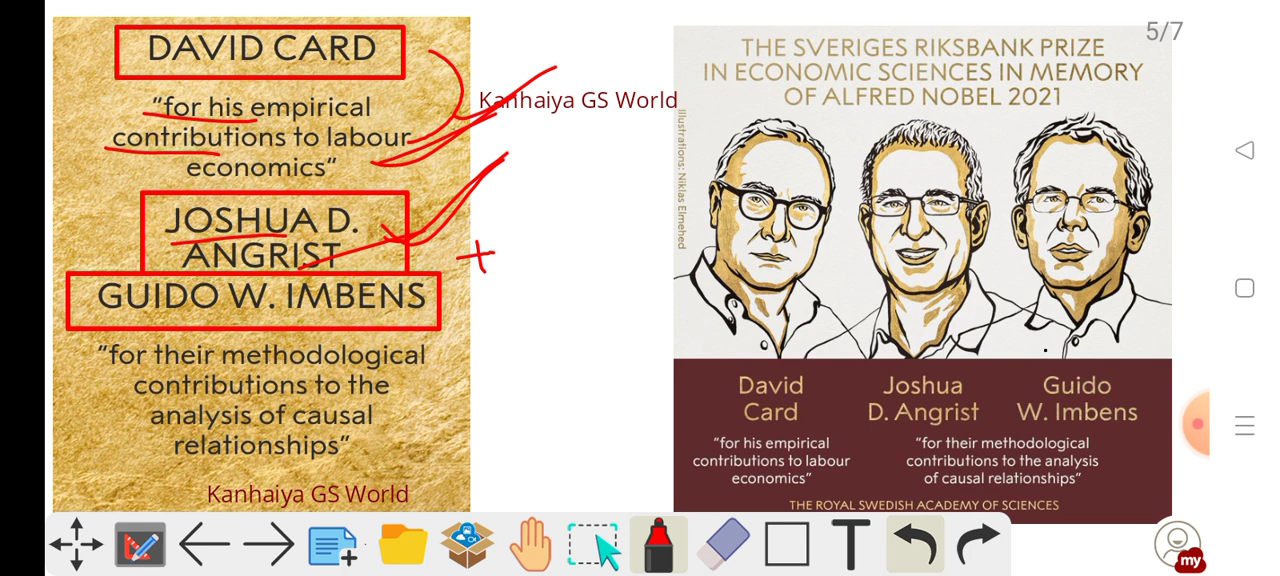 DAVID CARD
"for his empirical
contributions to labour
economics"
JOSHUA D.
ANGRIST
GUIDO W. IMBENS
"for their methodological
contributions to the
analysis of causal
relationships"
Kanhaiya GS World
Kanhaiya GS World
5/7
THE SVERIGES RIKSBANK PRIZE
IN ECONOMIC SCIENCES IN MEMORY
OF ALFRED NOBEL 2021
Illustrations: Niklas Elmehed
David
Card
"for his empirical
contributions to labour
economics"
Joshua
D. Angrist
Guido
W. Imbens
"for their methodological
contributions to the analysis
of causal relationships"
THE ROYAL SWEDISH ACADEMY OF SCIENCES
T
my